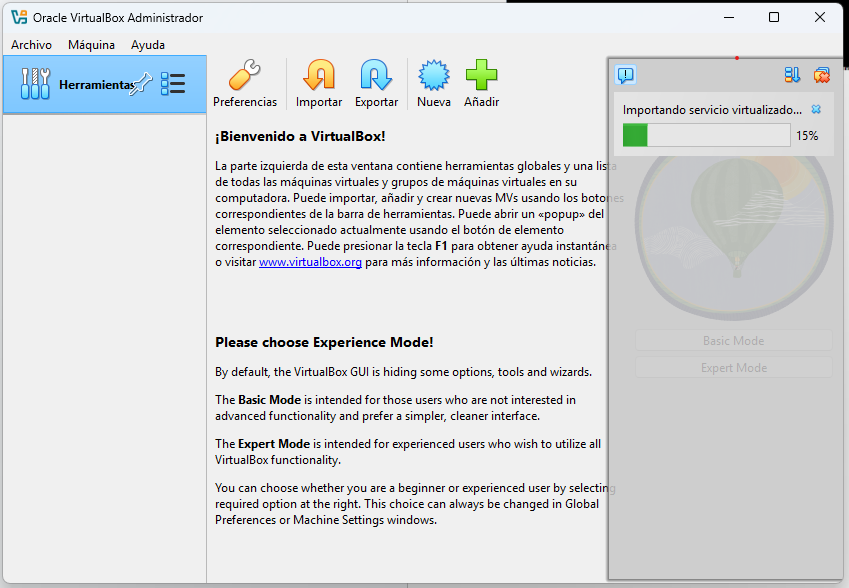 Oracle VirtualBox Administrador
Archivo Máquina Ayuda
Herramientas
Preferencias Importar Exportar Nueva Añadir
Importando servicio virtualizado...
15%
¡Bienvenido a VirtualBox!
La parte izquierda de esta ventana contiene herramientas globales y una lista
de todas las máquinas virtuales y grupos de máquinas virtuales en su
computadora. Puede importar, añadir y crear nuevas MVs usando los botones
correspondientes de la barra de herramientas. Puede abrir un «popup» del
elemento seleccionado actualmente usando el botón de elemento
correspondiente. Puede presionar la tecla F1 para obtener ayuda instantánea
o visitar www.virtualbox.org para más información y las últimas noticias.
Please choose Experience Mode!
By default, the VirtualBox GUI is hiding some options, tools and wizards.
The Basic Mode is intended for those users who are not interested in
advanced functionality and prefer a simpler, cleaner interface.
The Expert Mode is intended for experienced users who wish to utilize all
VirtualBox functionality.
You can choose whether you are a beginner or experienced user by selecting
required option at the right. This choice can always be changed in Global
Preferences or Machine Settings windows.
Basic Mode
Expert Mode